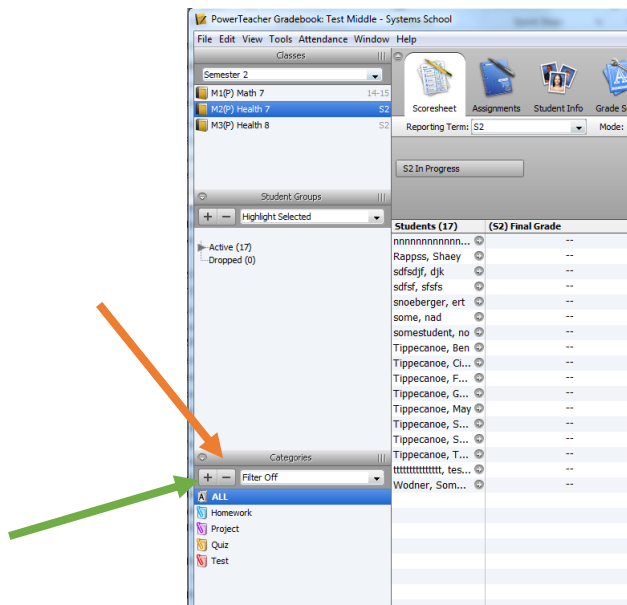 PowerTeacher Gradebook: Test Middle - Systems School
File Edit View Tools Attendance Window Help
Classes
Semester 2
M1(P) Math 7 14-15
M2(P) Health 7 S2
M3(P) Health 8 S2
Student Groups
Highlight Selected
Active (17)
Dropped (0)
Categories
Filter Off
ALL
Homework
Project
Quiz
Test
Scoresheet Assignments Student Info Grade S
Reporting Term: S2 Mode:
S2 In Progress
Students (17) (S2) Final Grade
nnnnnnnnnnnn... --
Rappss, Shaey --
sdfsdjf, djk --
sdfsf, sfsfs --
snoeberger, ert --
some, nad --
somestudent, no --
Tippecanoe, Ben --
Tippecanoe, Ci... --
Tippecanoe, F... --
Tippecanoe, G... --
Tippecanoe, May --
Tippecanoe, S... --
Tippecanoe, S... --
Tippecanoe, T... --
tttttttttttttttt, tes... --
Wodner, Som... --